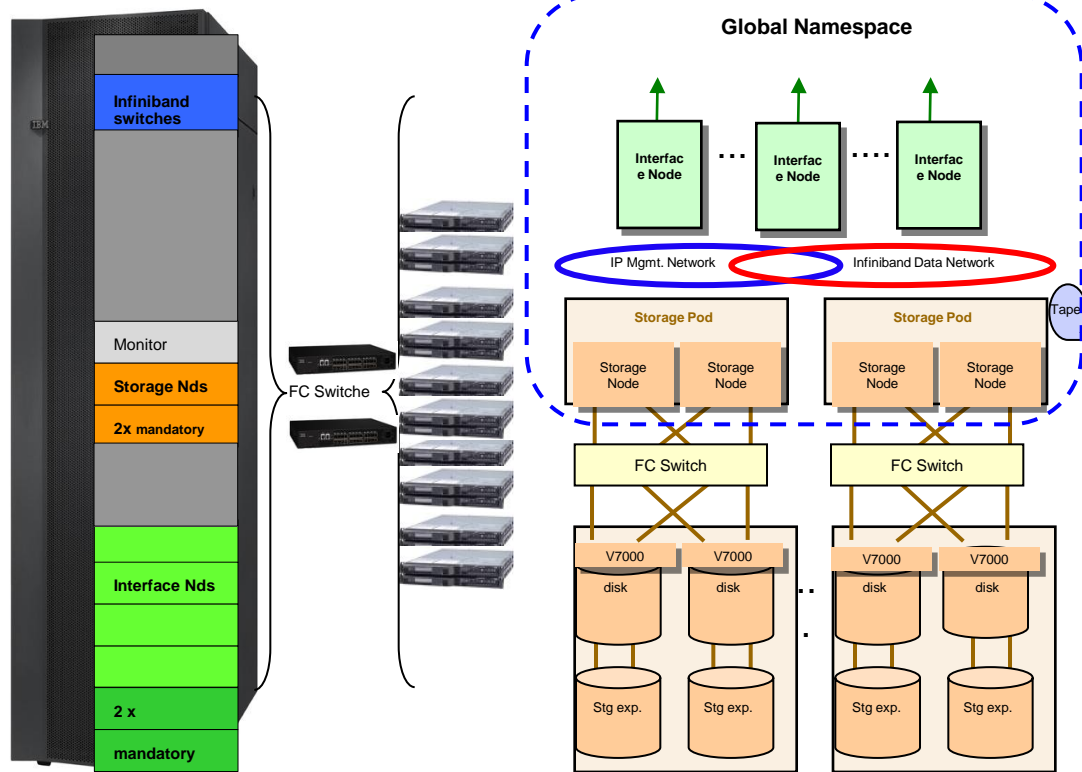 IBM
Infiniband
switches
Monitor
Storage Nds
2x mandatory
Interface Nds
2 x
mandatory
FC Switche
Global Namespace
Interfac
e Node
...
Interfac
e Node
....
Interfac
e Node
IP Mgmt. Network
Infiniband Data Network
Storage Pod
Storage
Node
Storage
Node
Storage Pod
Storage
Node
Storage
Node
Tape
FC Switch
FC Switch
V7000
V7000
V7000
V7000
disk
disk
disk
disk
..
.
Stg exp.
Stg exp.
Stg exp.
Stg exp.